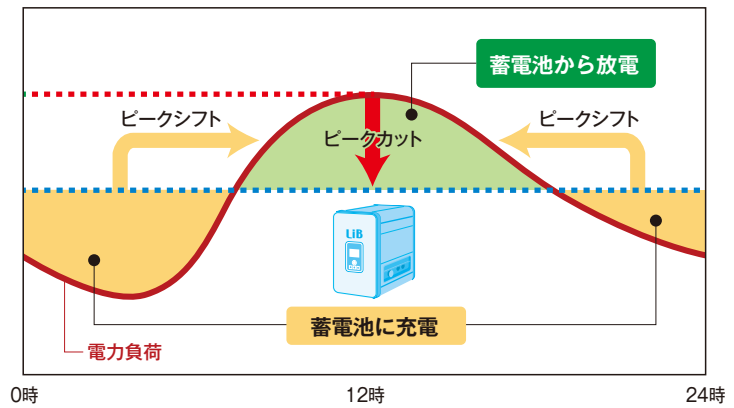 蓄電池から放電
ピークシフト
ピークシフト
ピークカット
LiB
蓄電池に充電
電力負荷
0時
12時
24時